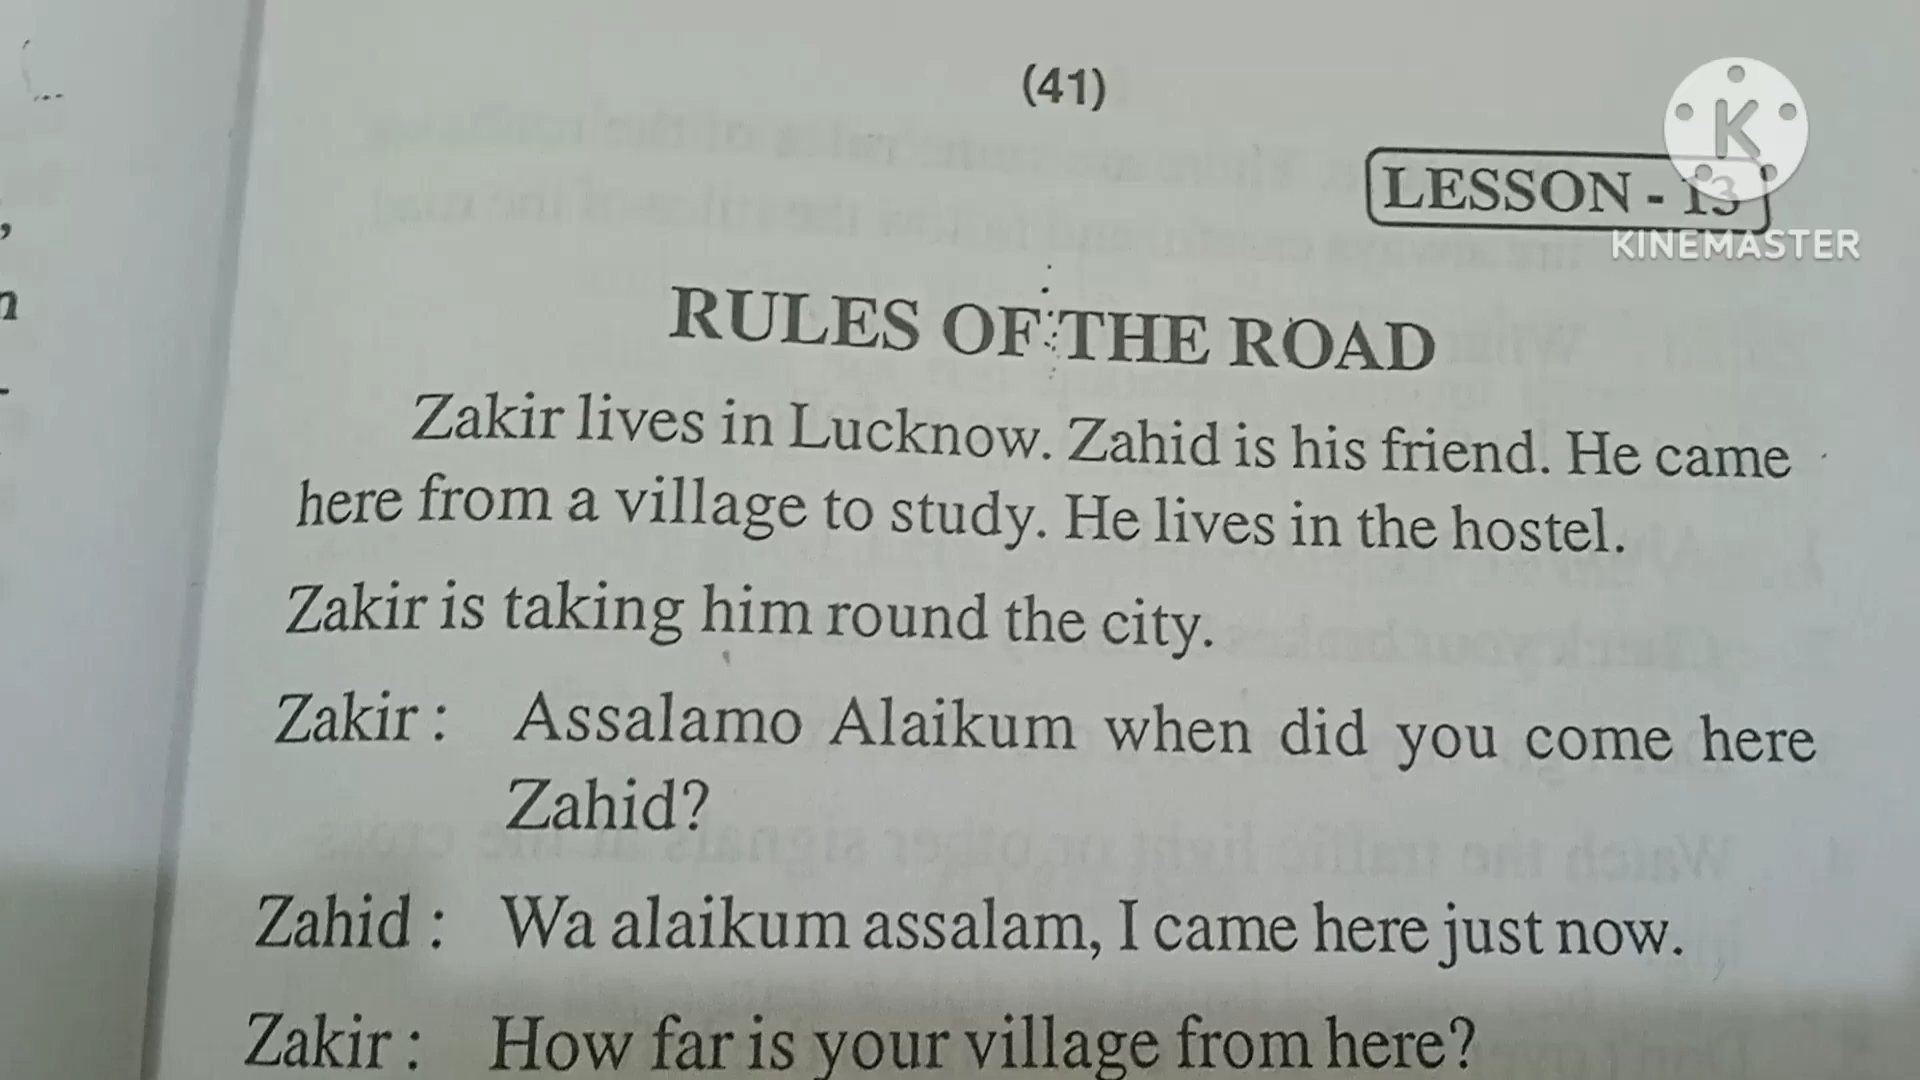 (41)
LESSON - 13
K
KINEMASTER
RULES OF THE ROAD
Zakir lives in Lucknow. Zahid is his friend. He came
here from a village to study. He lives in the hostel.
Zakir is taking him round the city.
Zakir : Assalamo Alaikum when did you come here
Zahid?
Zahid : Wa alaikum assalam, I came here just now.
Zakir : How far is your village from here?